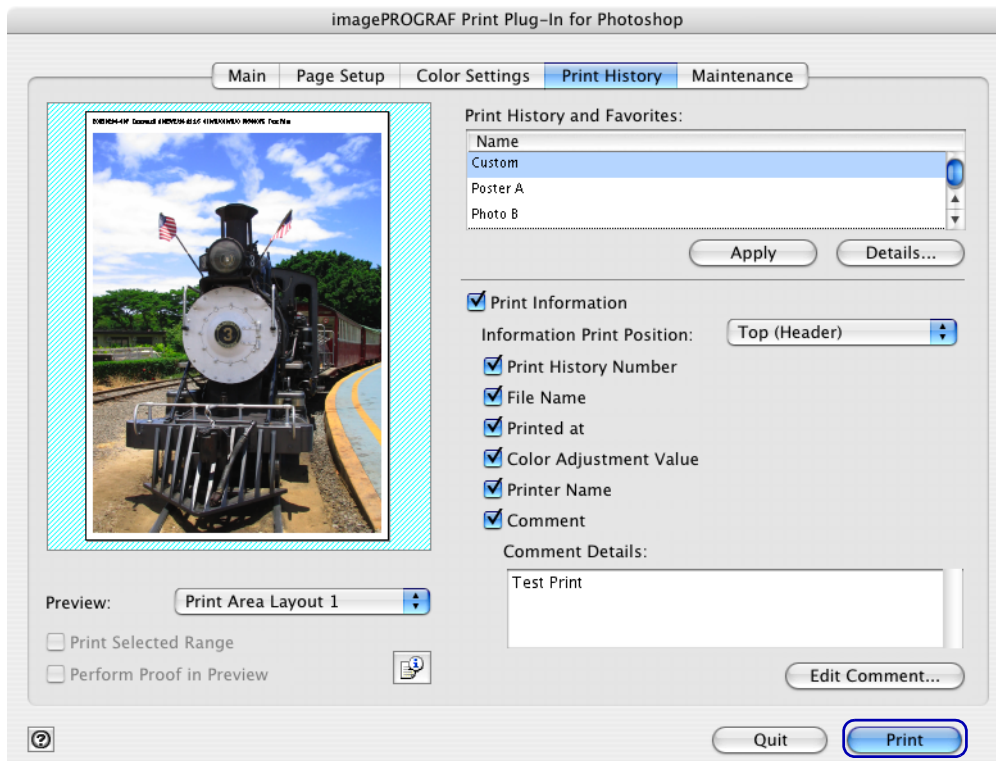 imagePROGRAF Print Plug-In for Photoshop
Main Page Setup Color Settings Print History Maintenance
Print History and Favorites:
Name
Custom
Poster A
Photo B
Apply Details...
Print Information
Information Print Position: Top (Header)
Print History Number
File Name
Printed at
Color Adjustment Value
Printer Name
Comment
Comment Details:
Test Print
Edit Comment...
3
Preview: Print Area Layout 1
Print Selected Range
Perform Proof in Preview
Quit Print